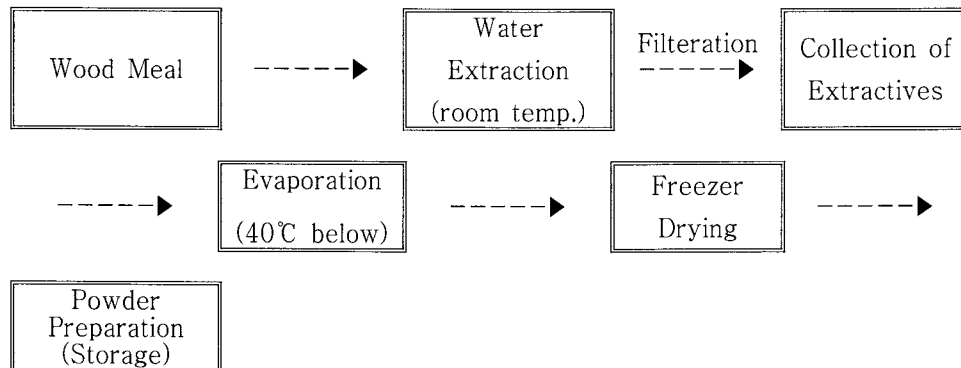 Wood Meal
Water
Extraction
(room temp.)
Filteration
Collection of
Extractives
Evaporation
(40℃ below)
Freezer
Drying
Powder
Preparation
(Storage)